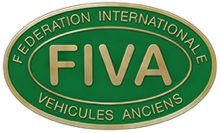 FEDERATION INTERNATIONALE
FIVA
VEHICULES ANCIENS